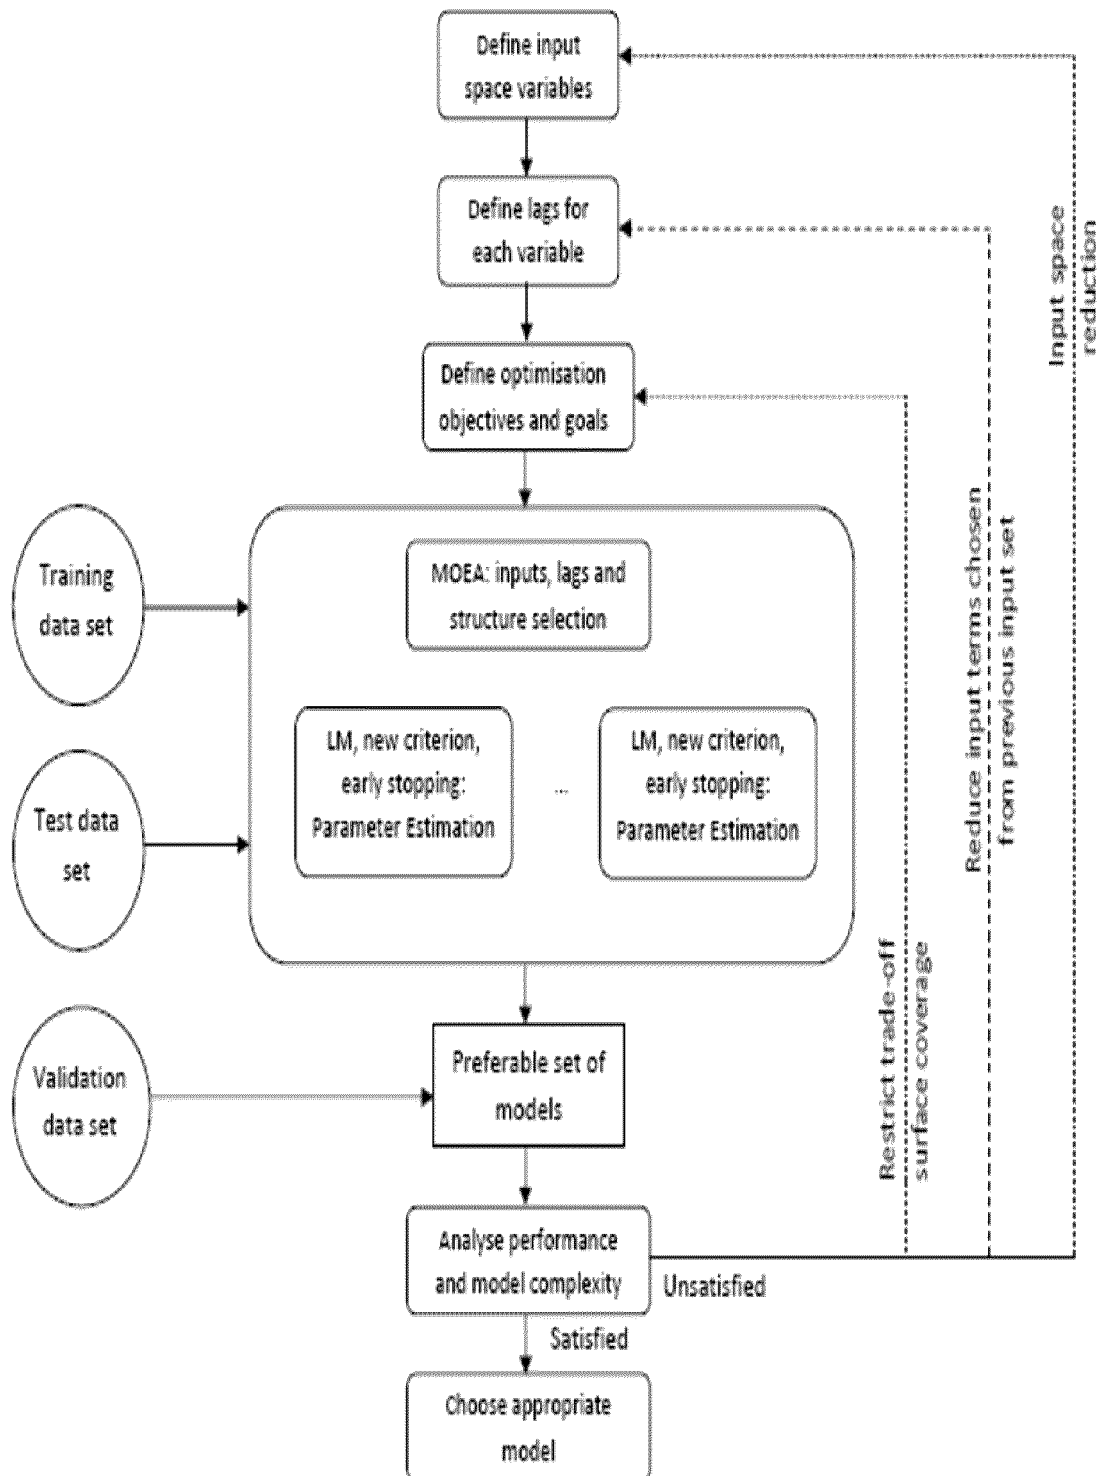 Define input
space variables
Define lags for
each variable
Define optimisation
objectives and goals
Input space
reduction
Reduce input terms chosen
from previous input set
Restrict trade-off
surface coverage
Training
data set
MOEA: inputs, lags and
structure selection
LM, new criterion,
early stopping:
Parameter Estimation
...
LM, new criterion,
early stopping:
Parameter Estimation
Test data
set
Validation
data set
Preferable set of
models
Analyse performance
and model complexity
Unsatisfied
Satisfied
Choose appropriate
model